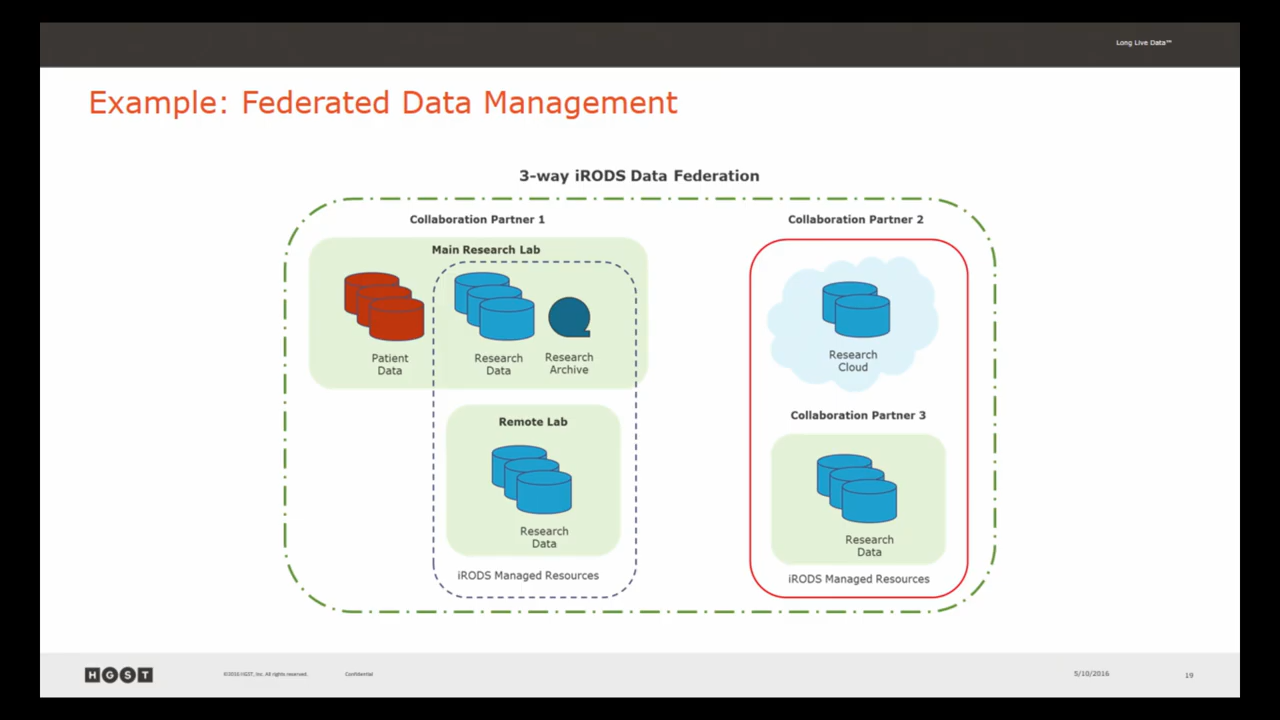 Long Live Data™
Example: Federated Data Management
3-way iRODS Data Federation
Collaboration Partner 1
Main Research Lab
Patient
Data
Research
Data
Research
Archive
Remote Lab
Research
Data
iRODS Managed Resources
Collaboration Partner 2
Research
Cloud
Collaboration Partner 3
Research
Data
iRODS Managed Resources
HGST
©2016 HGST, Inc. All rights reserved.
Confidential
5/10/2016
19